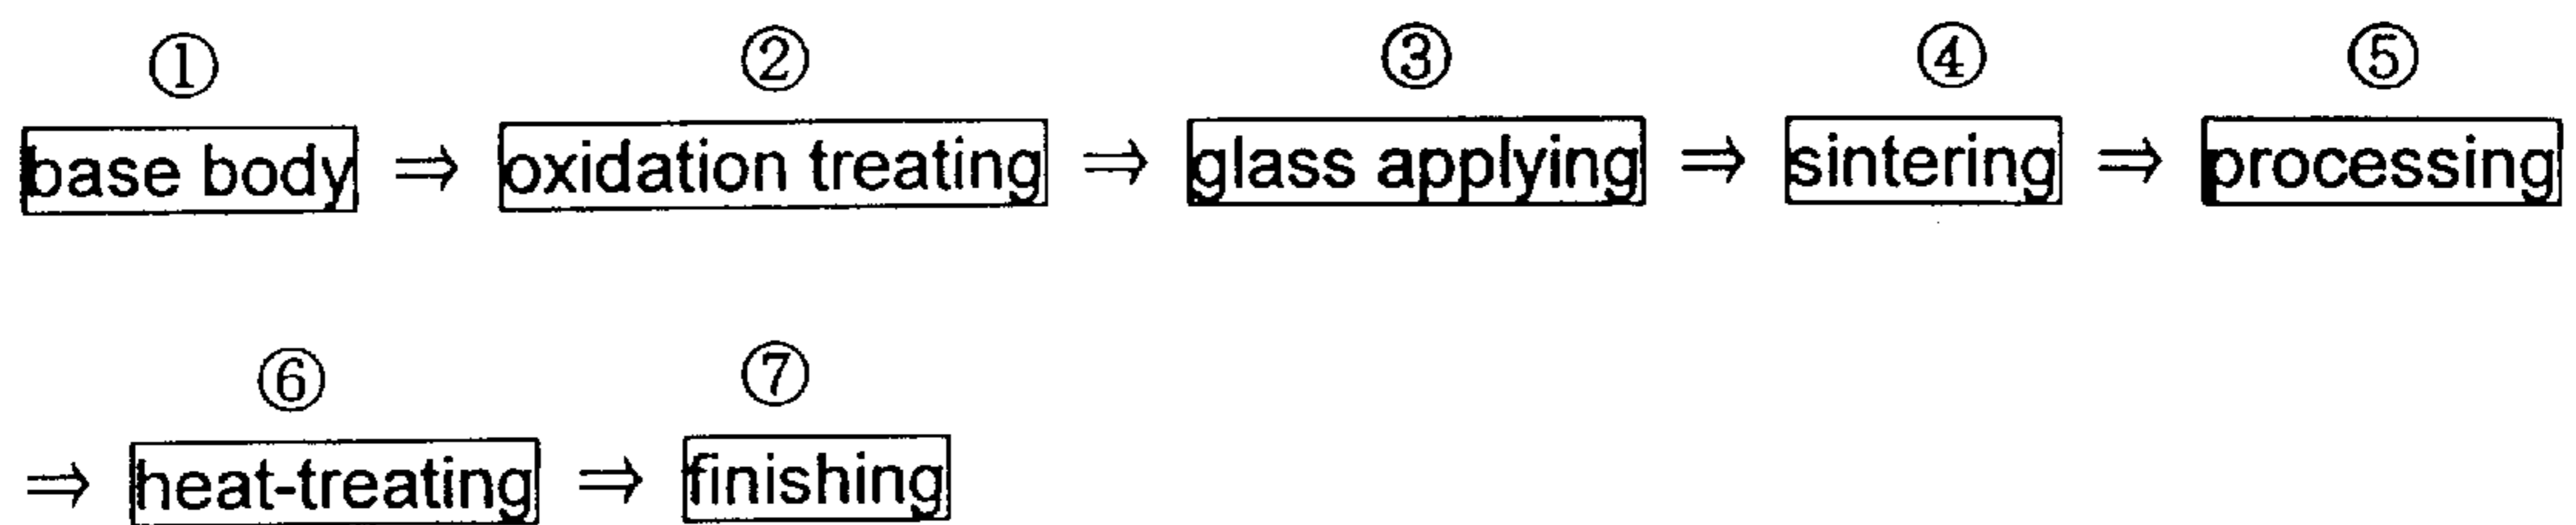 ① ② ③ ④ ⑤
base body ⇒ oxidation treating ⇒ glass applying ⇒ sintering ⇒ processing
⑥ ⑦
⇒ heat-treating ⇒ finishing